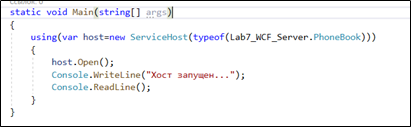 static void Main(string[] args)
{
using(var host=new ServiceHost(typeof(Lab7_WCF_Server.PhoneBook)))
{
host.Open();
Console.WriteLine("Хост запущен...");
Console.ReadLine();
}
}